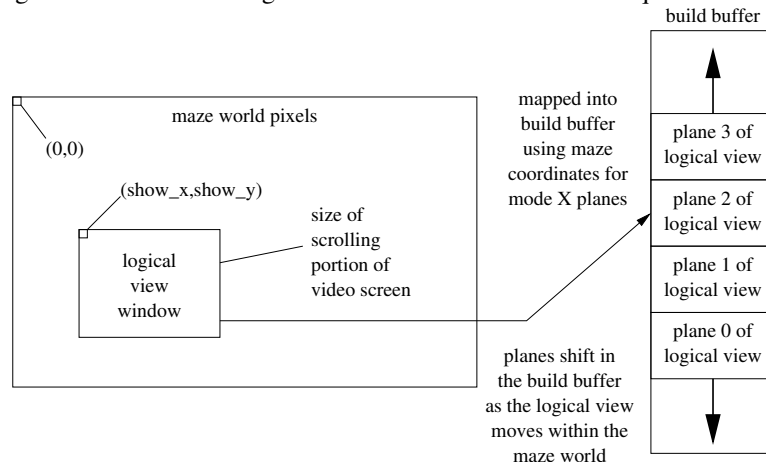 build buffer
maze world pixels
(0,0)
(show_x,show_y)
logical
view
window
size of
scrolling
portion of
video screen
mapped into
build buffer
using maze
coordinates for
mode X planes
plane 3 of
logical view
plane 2 of
logical view
plane 1 of
logical view
plane 0 of
logical view
planes shift in
the build buffer
as the logical view
moves within the
maze world